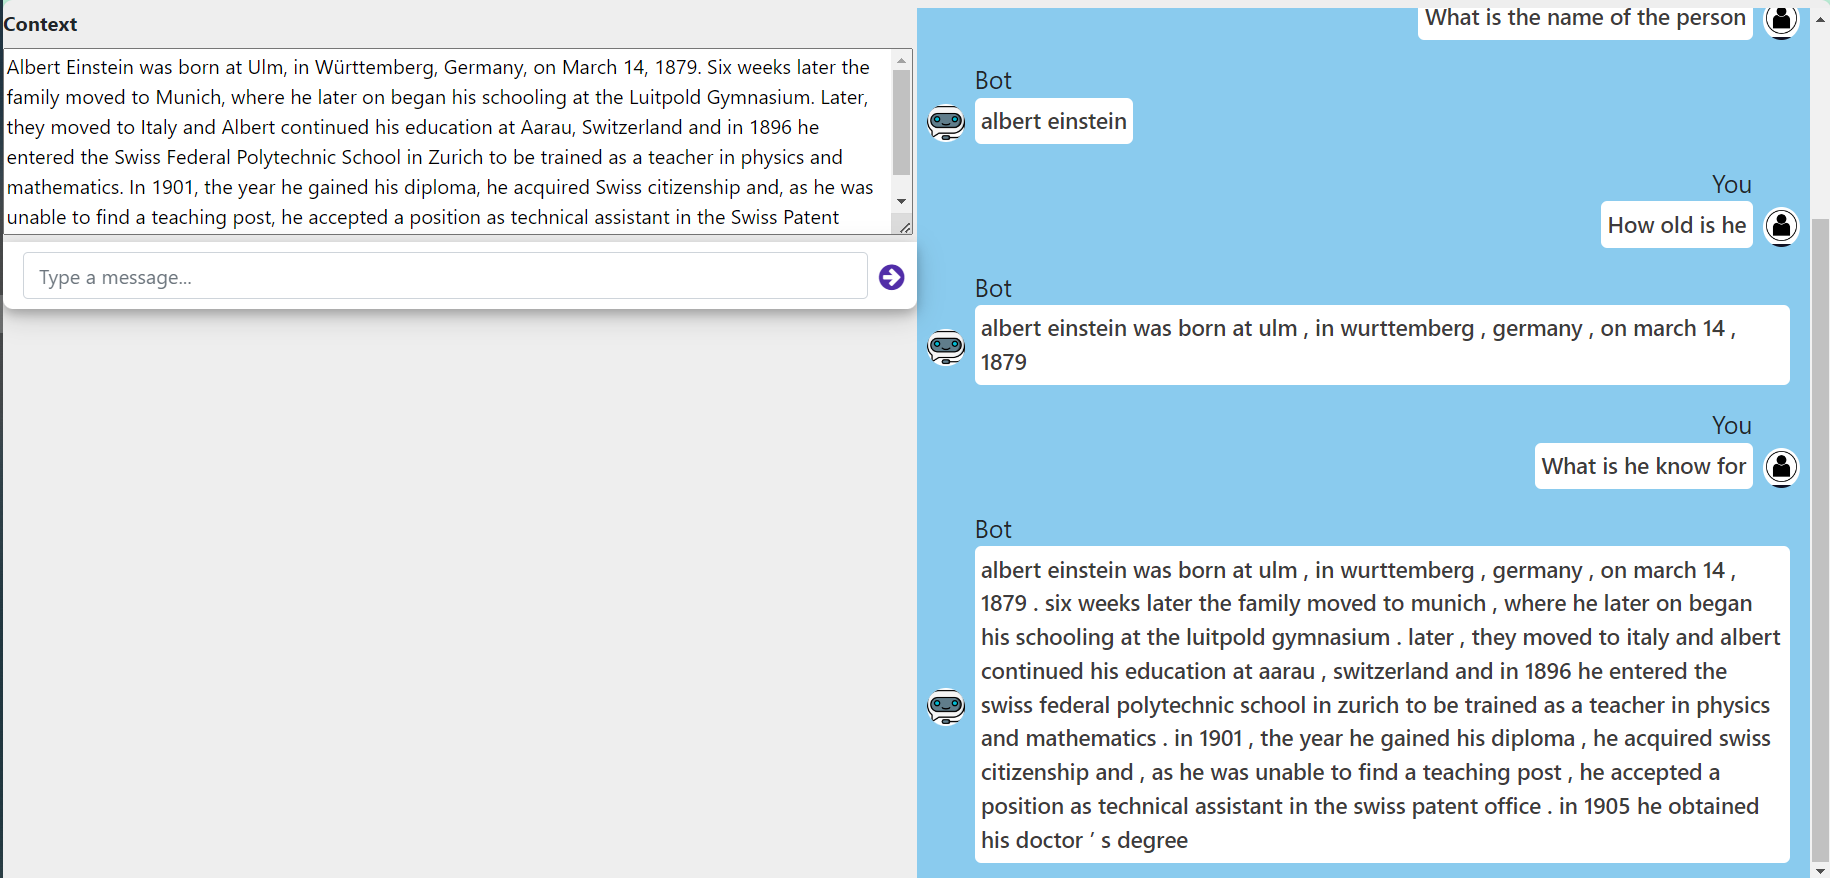 Context
Albert Einstein was born at Ulm, in Württemberg, Germany, on March 14, 1879. Six weeks later the
family moved to Munich, where he later on began his schooling at the Luitpold Gymnasium. Later,
they moved to Italy and Albert continued his education at Aarau, Switzerland and in 1896 he
entered the Swiss Federal Polytechnic School in Zurich to be trained as a teacher in physics and
mathematics. In 1901, the year he gained his diploma, he acquired Swiss citizenship and, as he was
unable to find a teaching post, he accepted a position as technical assistant in the Swiss Patent
Type a message...
What is the name of the person
Bot
albert einstein
You
How old is he
Bot
albert einstein was born at ulm , in wurttemberg , germany , on march 14 ,
1879
You
What is he know for
Bot
albert einstein was born at ulm , in wurttemberg , germany , on march 14 ,
1879 . six weeks later the family moved to munich , where he later on began
his schooling at the luitpold gymnasium . later , they moved to italy and albert
continued his education at aarau , switzerland and in 1896 he entered the
swiss federal polytechnic school in zurich to be trained as a teacher in physics
and mathematics . in 1901 , the year he gained his diploma , he acquired swiss
citizenship and , as he was unable to find a teaching post , he accepted a
position as technical assistant in the swiss patent office . in 1905 he obtained
his doctor ’ s degree